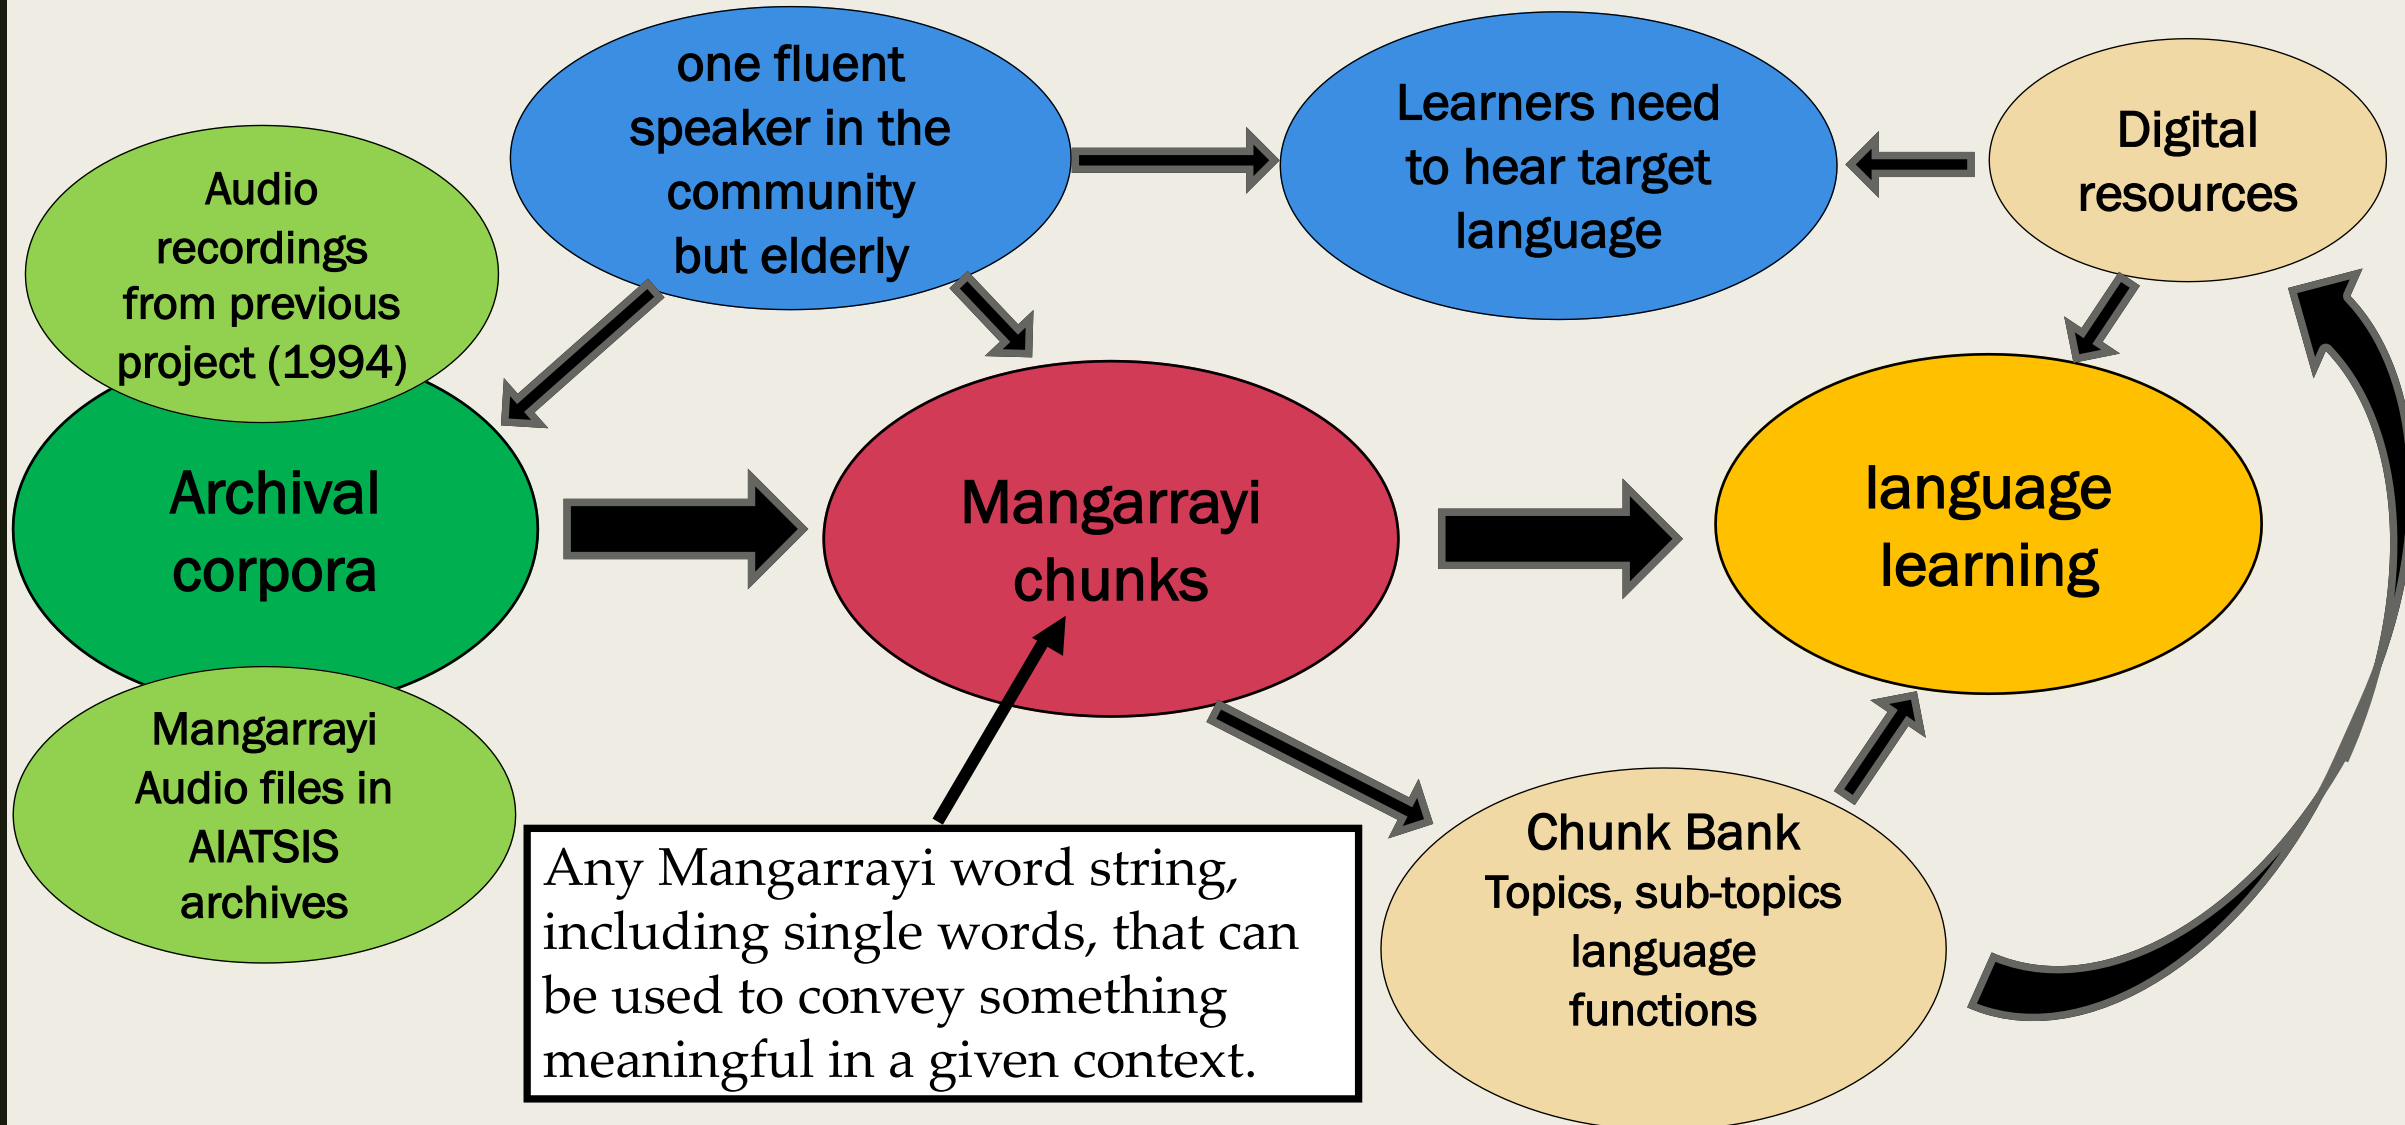 one fluent
speaker in the
community
but elderly
Learners need
to hear target
language
Digital
resources
Audio
recordings
from previous
project (1994)
Archival
corpora
Mangarrayi
chunks
language
learning
Mangarrayi
Audio files in
AIATSIS
archives
Any Mangarrayi word string,
including single words, that can
be used to convey something
meaningful in a given context.
Chunk Bank
Topics, sub-topics
language
functions